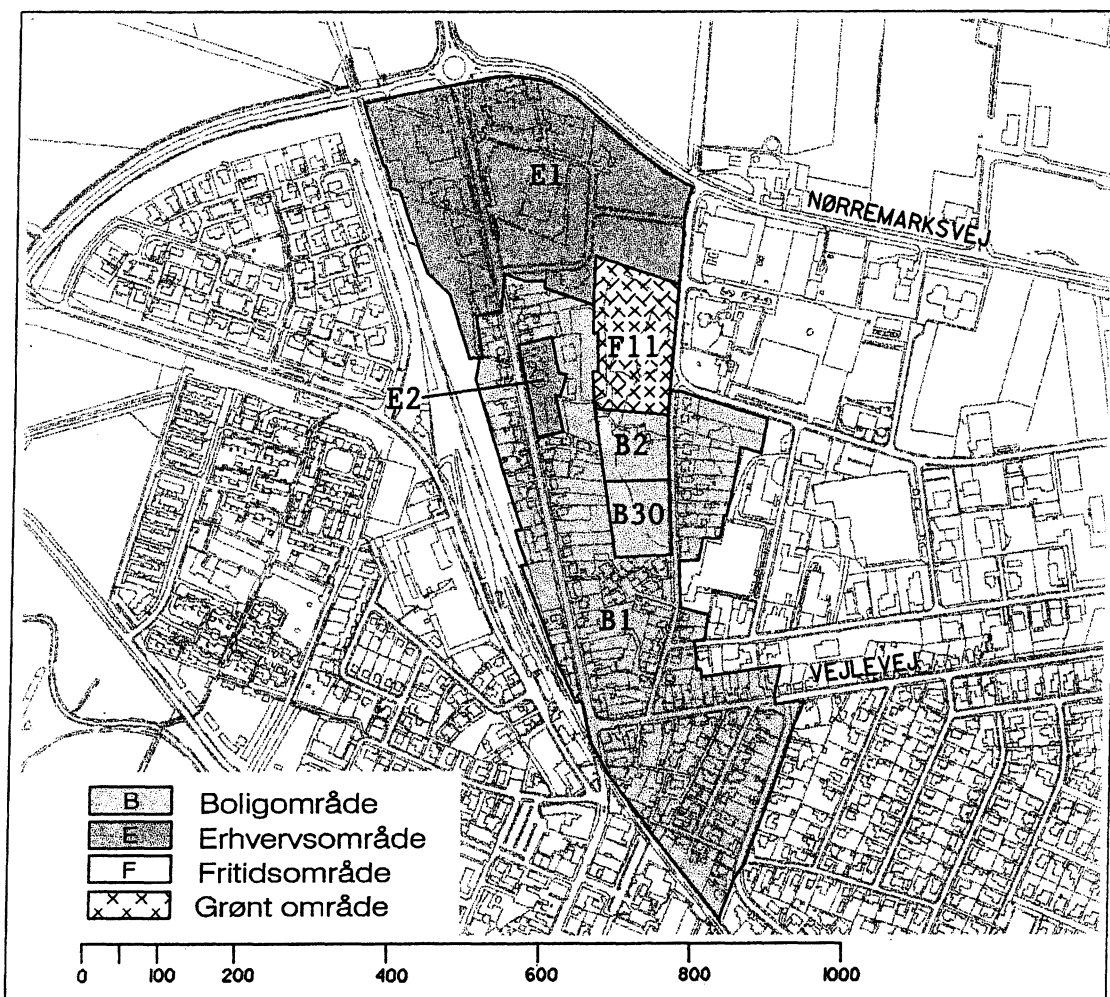 E1
NØRREMARKSVEJ
F11
E2
B2
B30
B1
VEJLEVEJ
B Boligområde
E Erhvervsområde
F Fritidsområde
Grønt område
0 100 200 400 600 800 1000